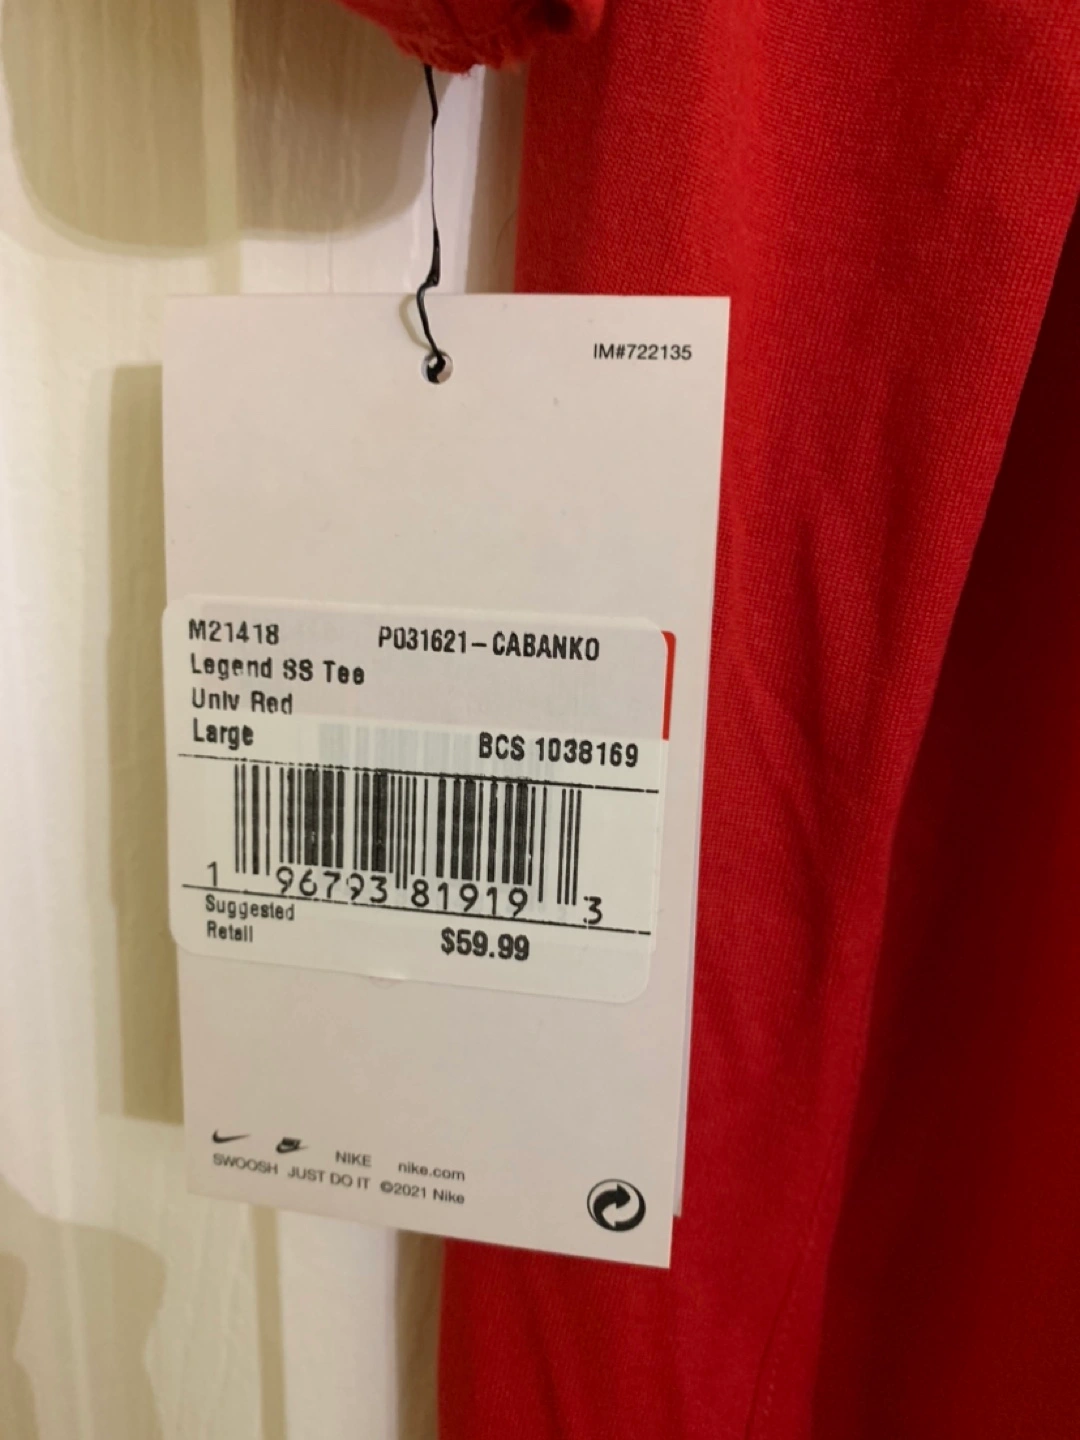 IM#722135
M21418 P031621-CABANKO
Legend SS Tee
Univ Red
Large BCS 1038169
1 96793 81919 3
Suggested
Retail $59.99
NIKE nike.com
SWOOSH JUST DO IT ©2021 Nike